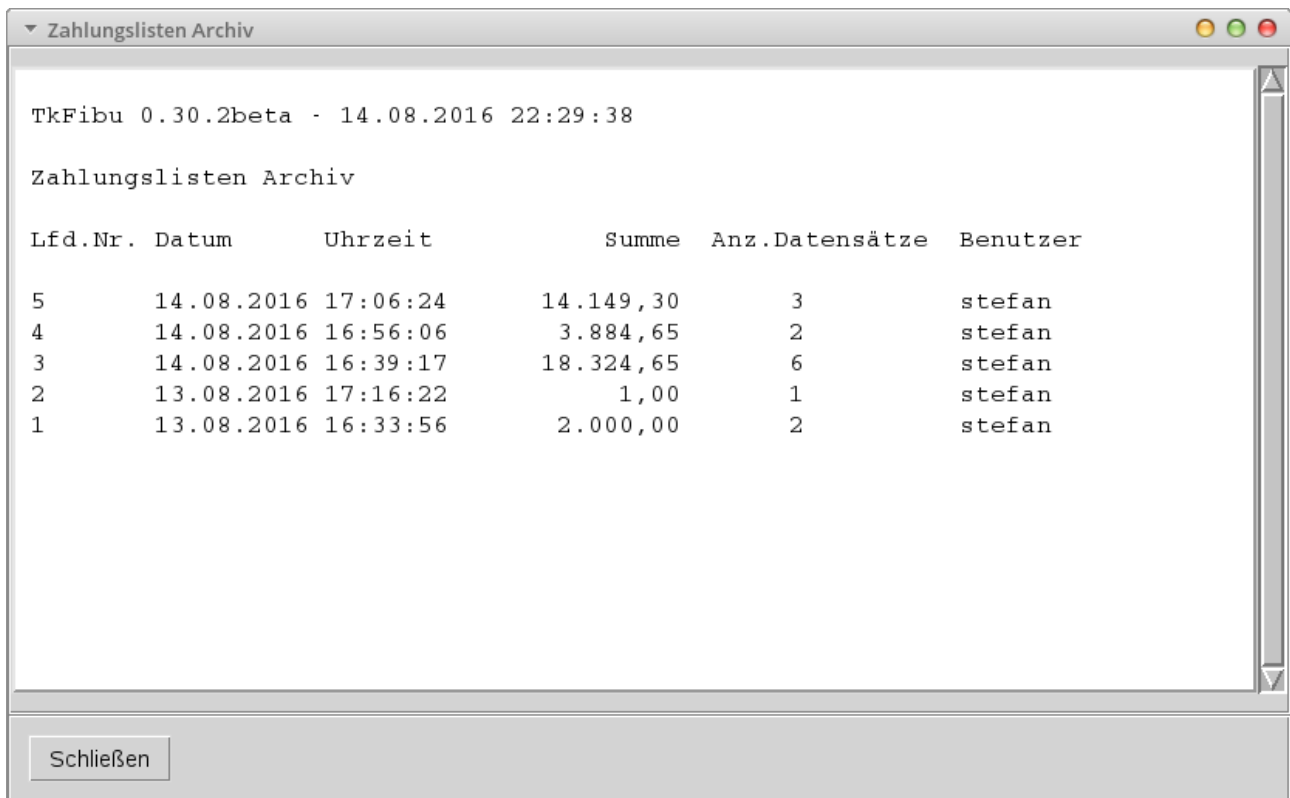 Zahlungslisten Archiv
TkFibu 0.30.2beta - 14.08.2016 22:29:38
Zahlungslisten Archiv
Lfd.Nr. Datum Uhrzeit Summe Anz.Datensätze Benutzer
5 14.08.2016 17:06:24 14.149,30 3 stefan
4 14.08.2016 16:56:06 3.884,65 2 stefan
3 14.08.2016 16:39:17 18.324,65 6 stefan
2 13.08.2016 17:16:22 1,00 1 stefan
1 13.08.2016 16:33:56 2.000,00 2 stefan
Schließen